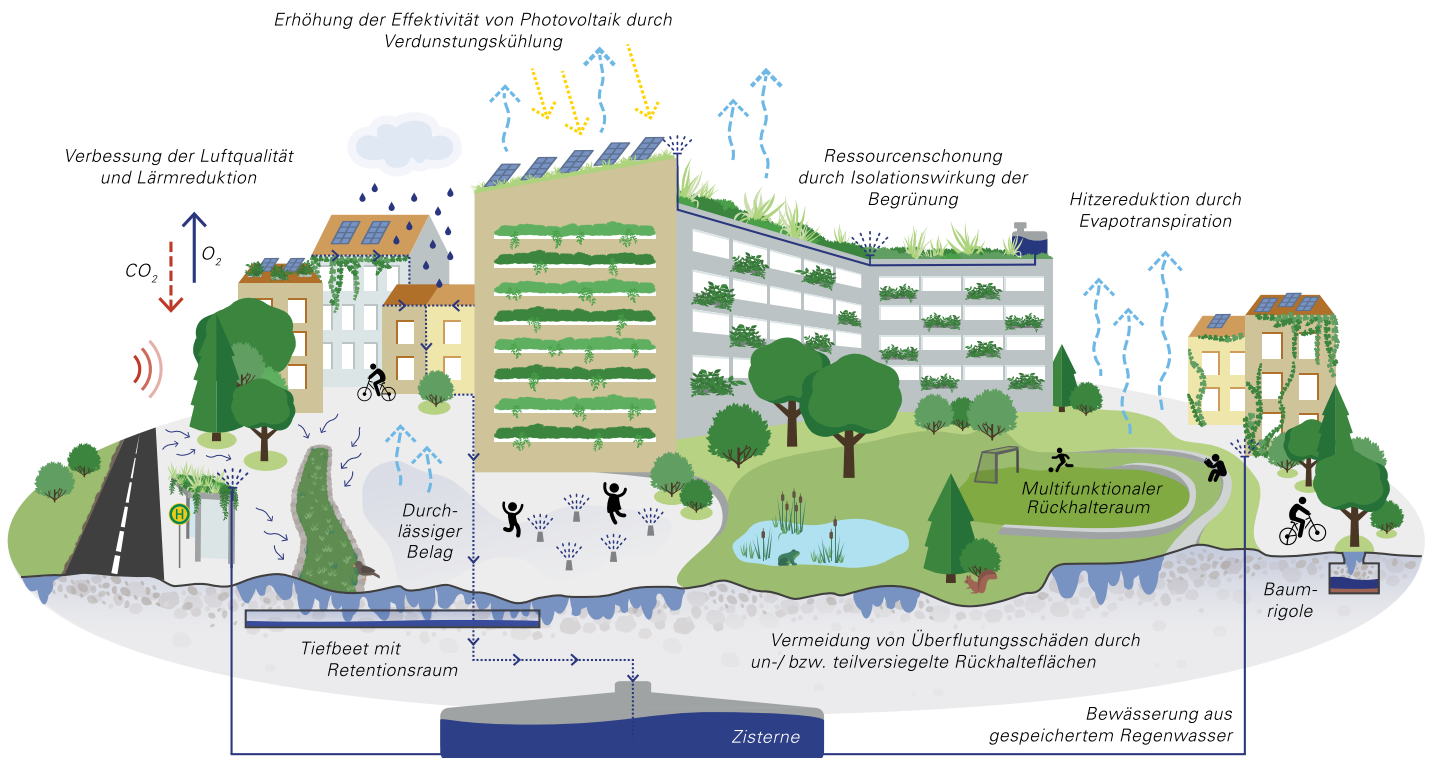 Erhöhung der Effektivität von Photovoltaik durch
Verdunstungskühlung
Verbessung der Luftqualität
und Lärmreduktion
Ressourcenschonung
durch Isolationswirkung der
Begrünung
Hitzereduktion durch
Evapotranspiration
CO₂
O₂
H
Durch-
lässiger
Belag
Multifunktionaler
Rückhalteraum
Baum-
rigole
Tiefbeet mit
Retentionsraum
Vermeidung von Überflutungsschäden durch
un-/ bzw. teilversiegelte Rückhalteflächen
Zisterne
Bewässerung aus
gespeichertem Regenwasser